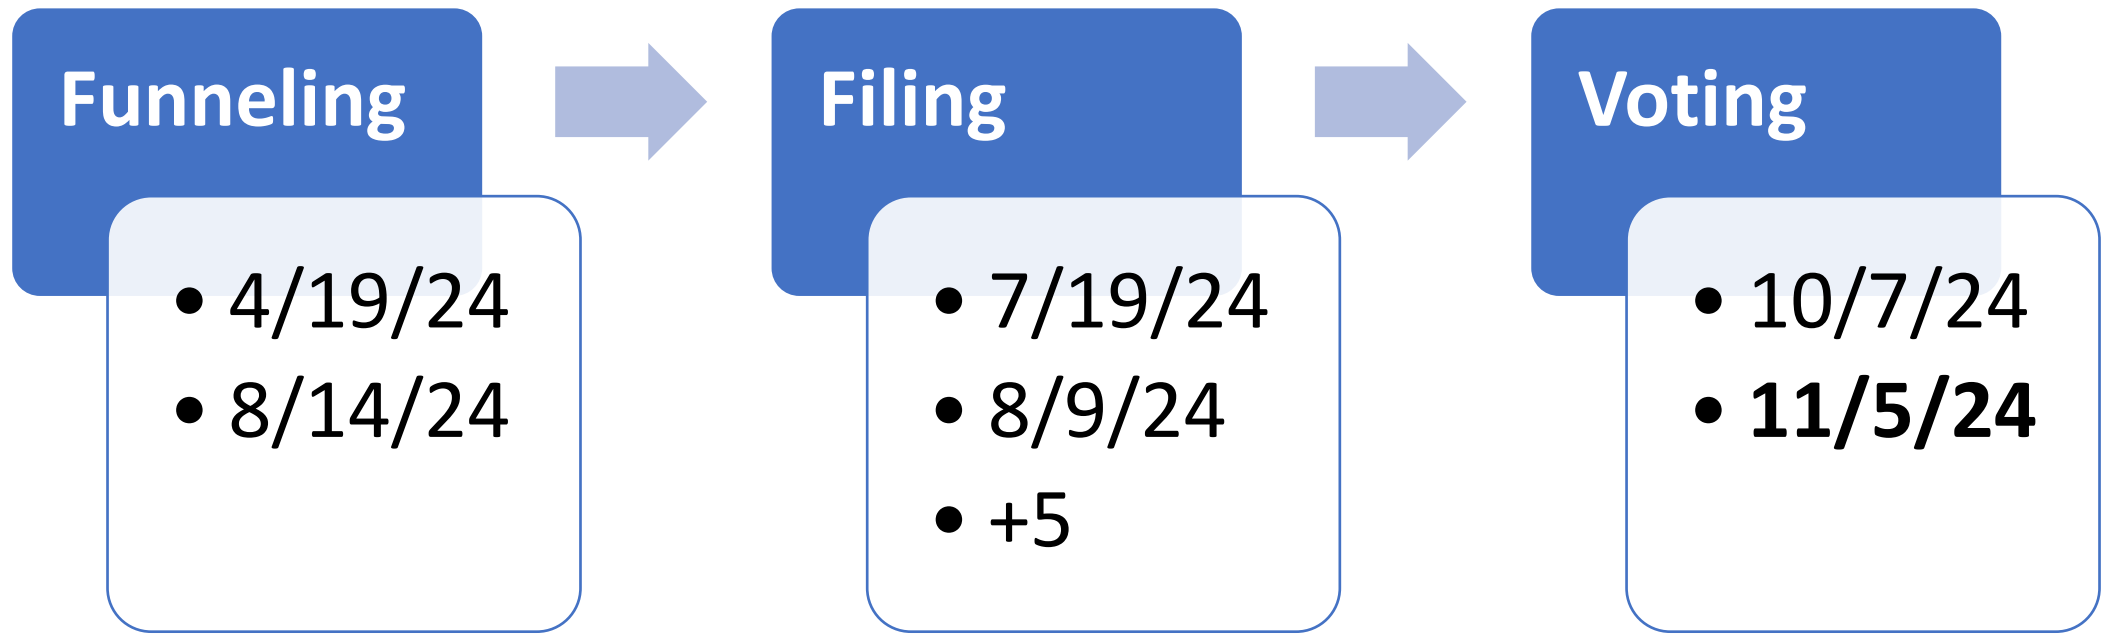 Funneling
• 4/19/24
• 8/14/24
Filing
• 7/19/24
• 8/9/24
• +5
Voting
• 10/7/24
• 11/5/24